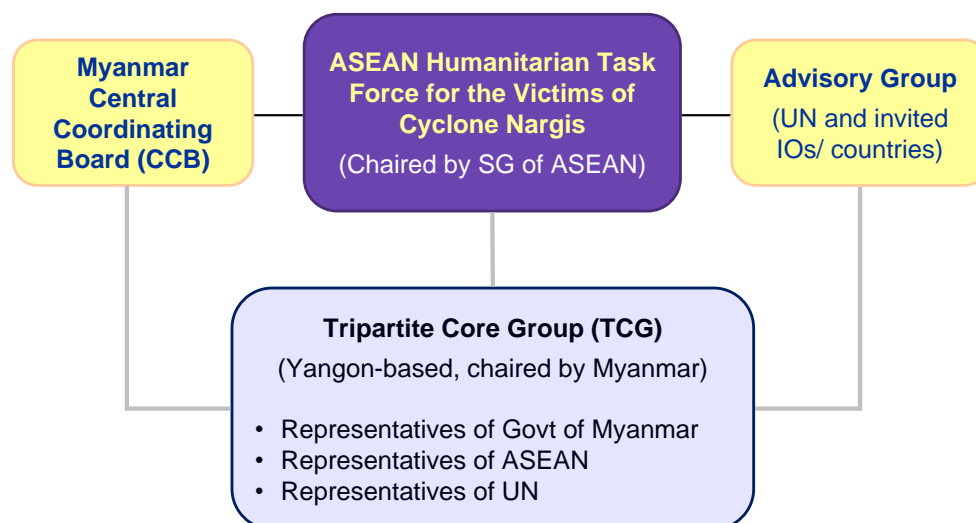 Myanmar
Central
Coordinating
Board (CCB)
ASEAN Humanitarian Task
Force for the Victims of
Cyclone Nargis
(Chaired by SG of ASEAN)
Advisory Group
(UN and invited
IOs/ countries)
Tripartite Core Group (TCG)
(Yangon-based, chaired by Myanmar)
• Representatives of Govt of Myanmar
• Representatives of ASEAN
• Representatives of UN